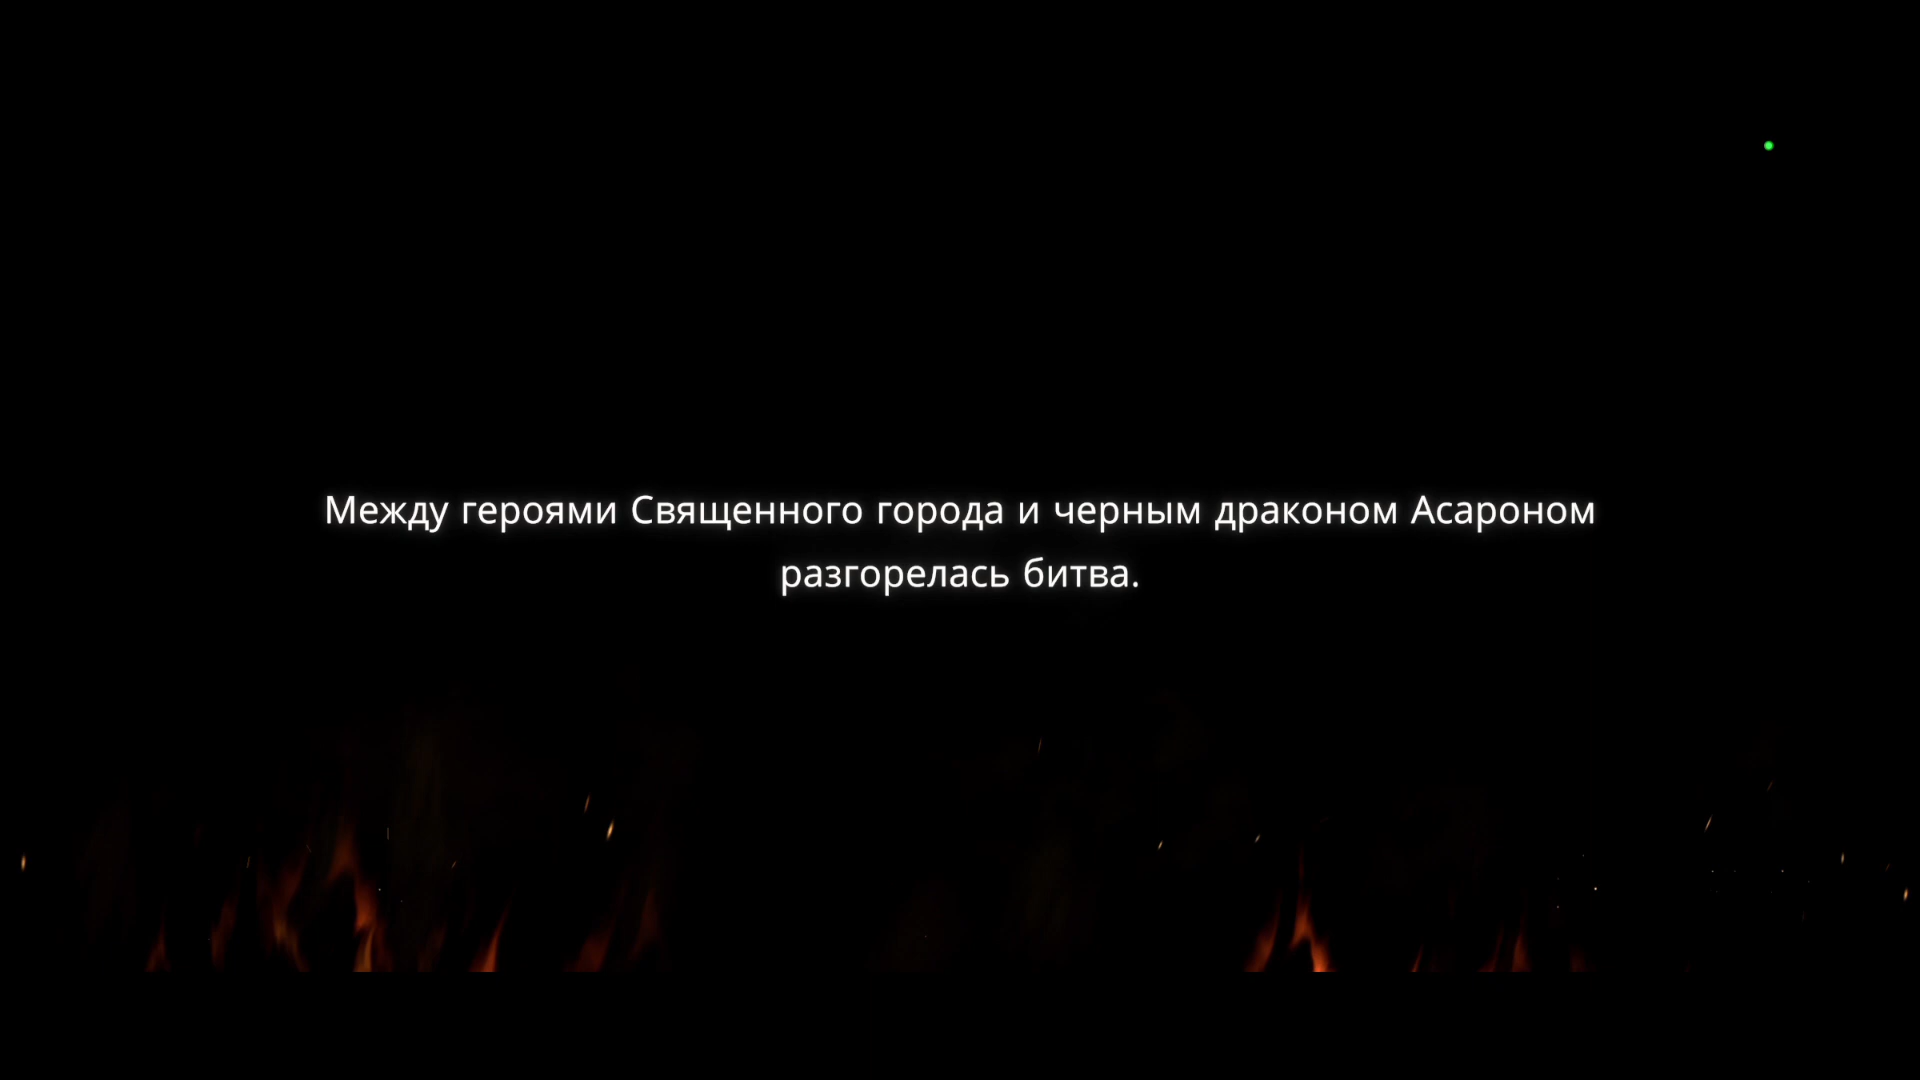 Между героями Священного города и черным драконом Асароном
разгорелась битва.